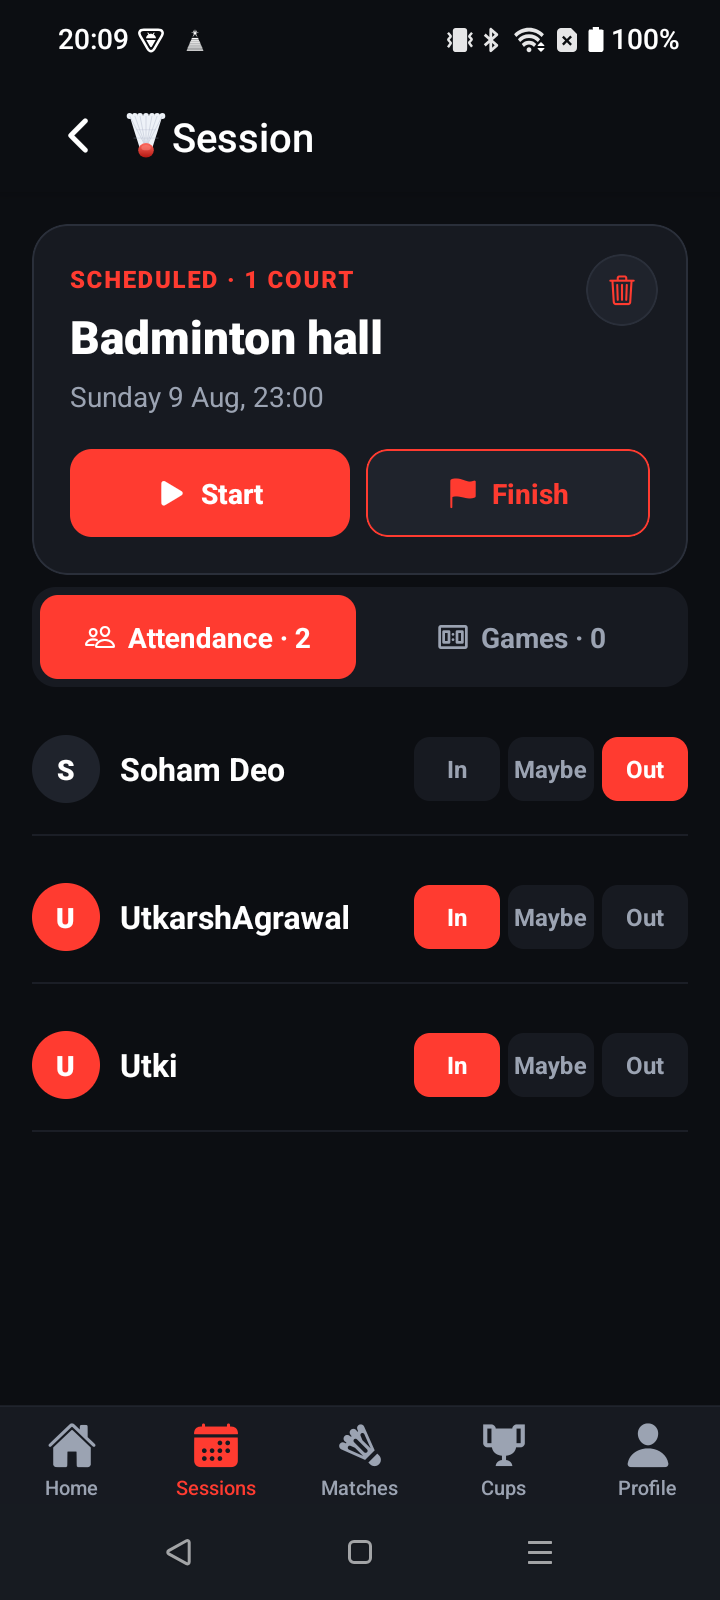 20:09 100%
Session
SCHEDULED · 1 COURT
Badminton hall
Sunday 9 Aug, 23:00
Start Finish
Attendance · 2 Games · 0
S Soham Deo In Maybe Out
U UtkarshAgrawal In Maybe Out
U Utki In Maybe Out
Home Sessions Matches Cups Profile